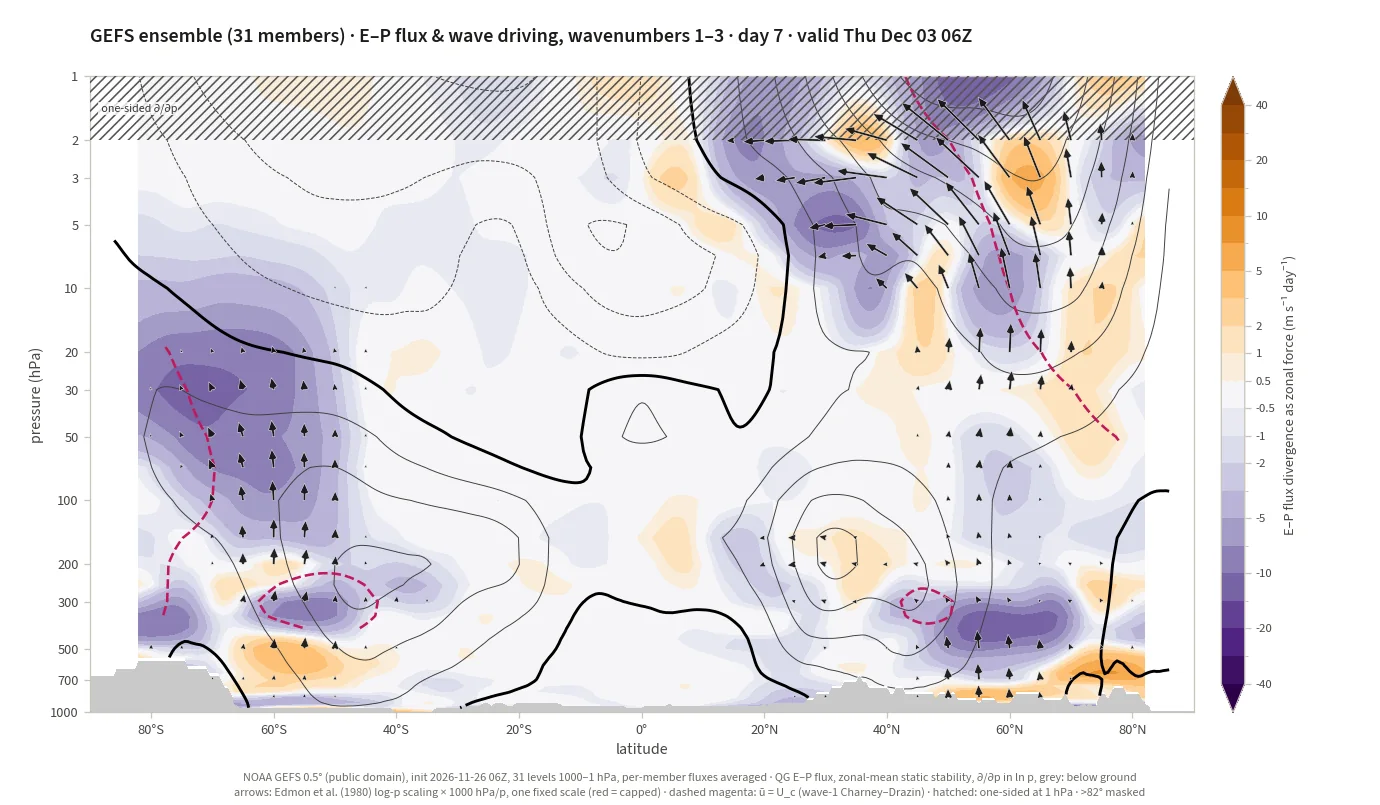 GEFS ensemble (31 members) · E–P flux & wave driving, wavenumbers 1–3 · day 7 · valid Thu Dec 03 06Z
one-sided ∂/∂p
pressure (hPa)
1
2
3
5
10
20
30
50
100
200
300
500
700
1000
80°S
60°S
40°S
20°S
0°
20°N
40°N
60°N
80°N
latitude
40
20
10
5
2
1
0.5
-0.5
-1
-2
-5
-10
-20
-40
E–P flux divergence as zonal force (m s⁻¹ day⁻¹)
NOAA GEFS 0.5° (public domain), init 2026-11-26 06Z, 31 levels 1000–1 hPa, per-member fluxes averaged · QG E–P flux, zonal-mean static stability, ∂/∂p in ln p, grey: below ground
arrows: Edmon et al. (1980) log-p scaling × 1000 hPa/p, one fixed scale (red = capped) · dashed magenta: ū = U_c (wave-1 Charney–Drazin) · hatched: one-sided at 1 hPa · >82° masked